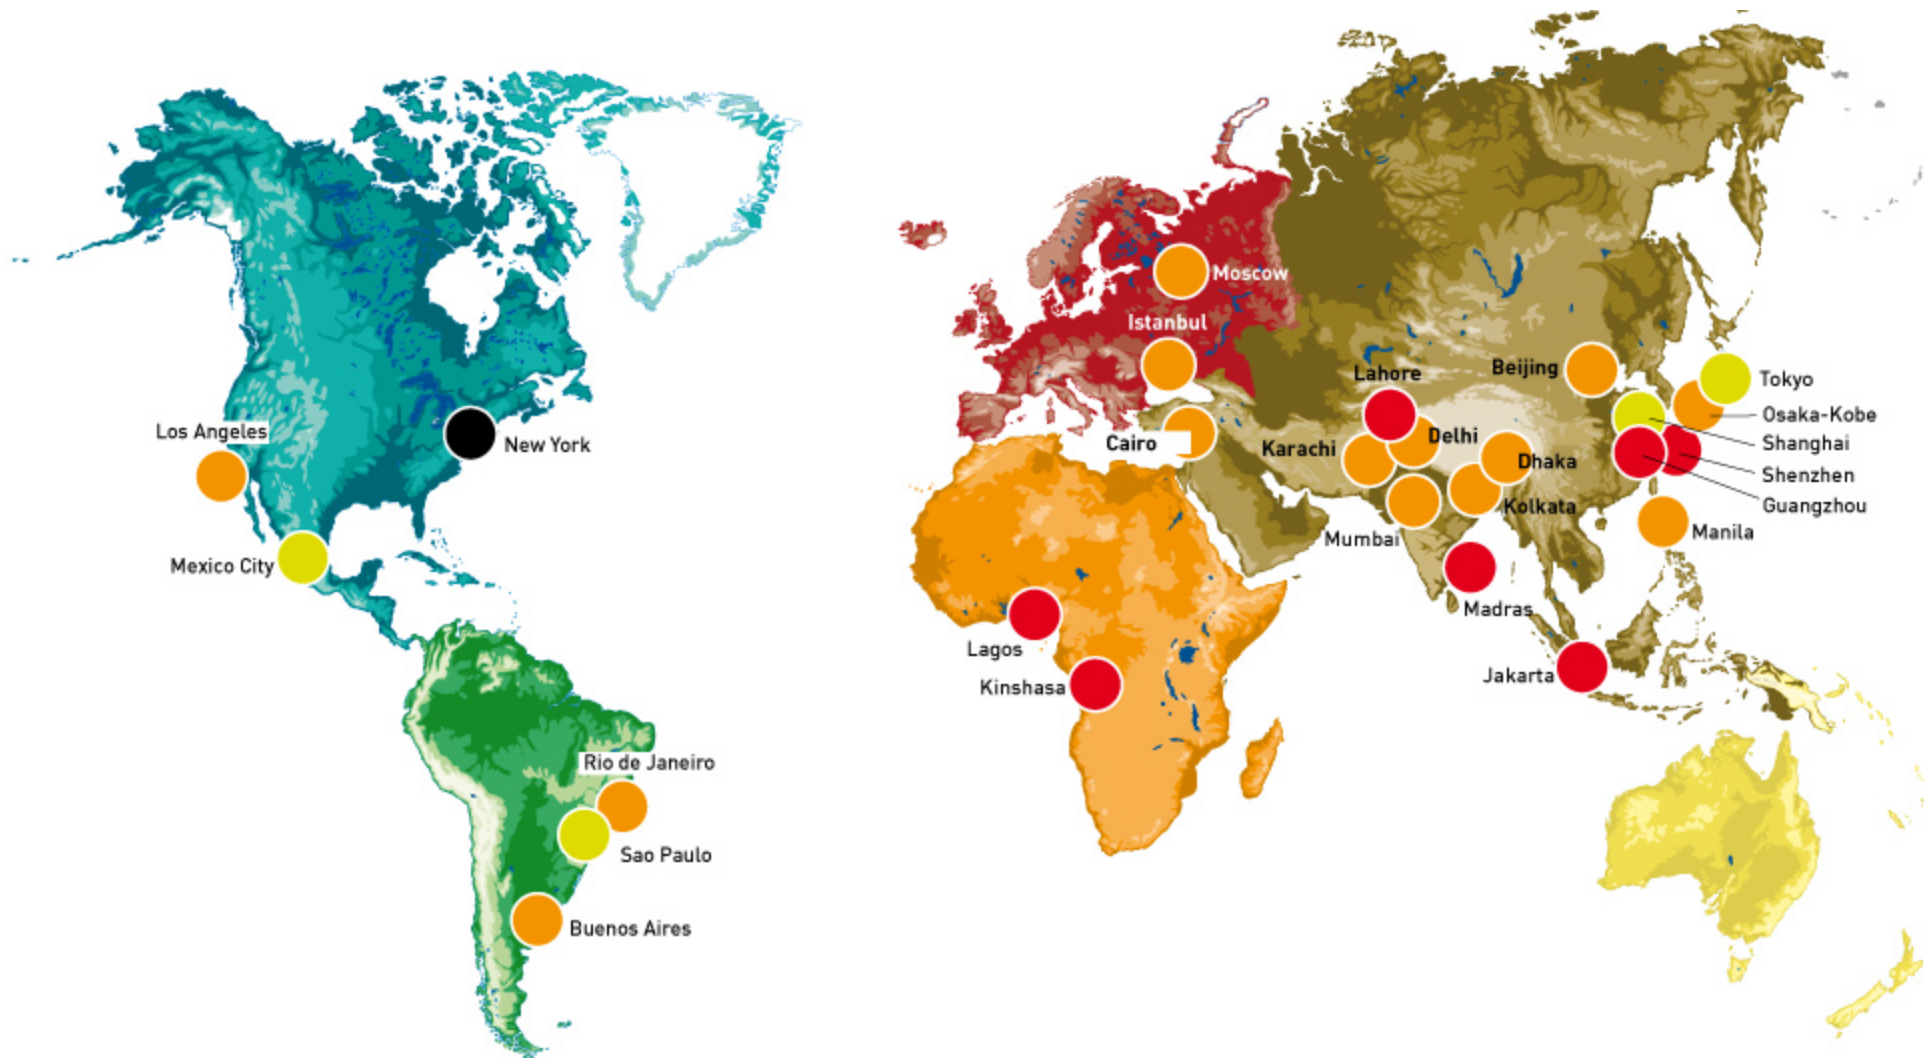 Moscow
Istanbul
Lahore
Beijing
Tokyo
Osaka-Kobe
Los Angeles
New York
Cairo
Karachi
Delhi
Shanghai
Dhaka
Shenzhen
Kolkata
Guangzhou
Mumbai
Manila
Mexico City
Madras
Lagos
Jakarta
Kinshasa
Rio de Janeiro
Sao Paulo
Buenos Aires